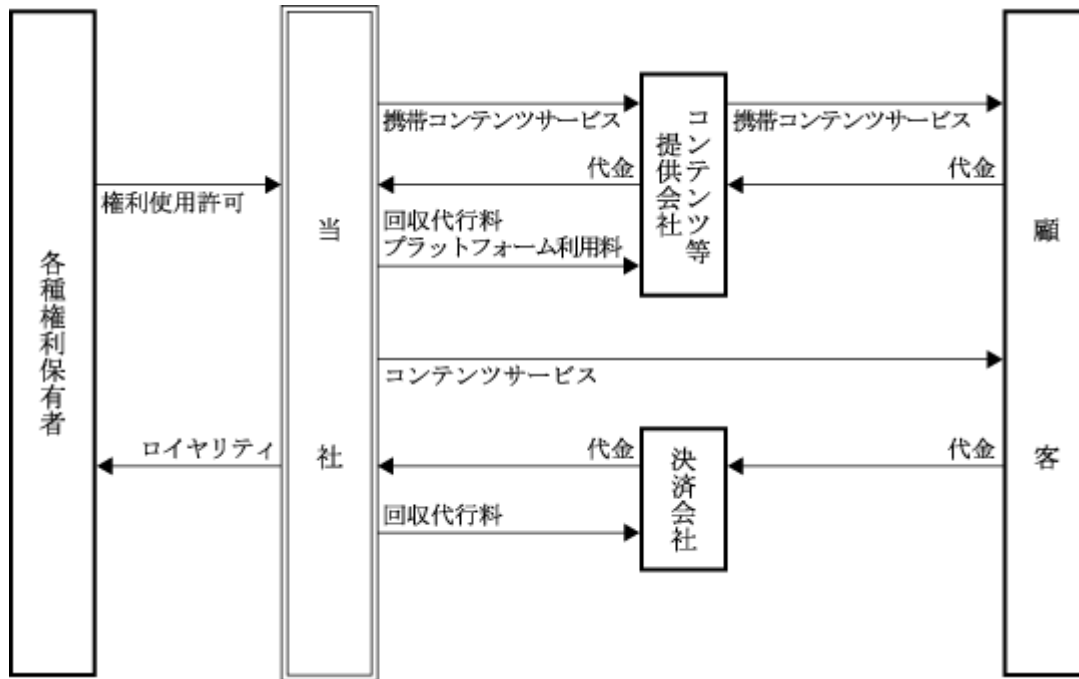 各種権利保有者
権利使用許可
ロイヤリティ
当社
携帯コンテンツサービス
代金
回収代行料
プラットフォーム利用料
コンテンツ等
提供会社
携帯コンテンツサービス
代金
コンテンツサービス
代金
回収代行料
決済会社
代金
顧客